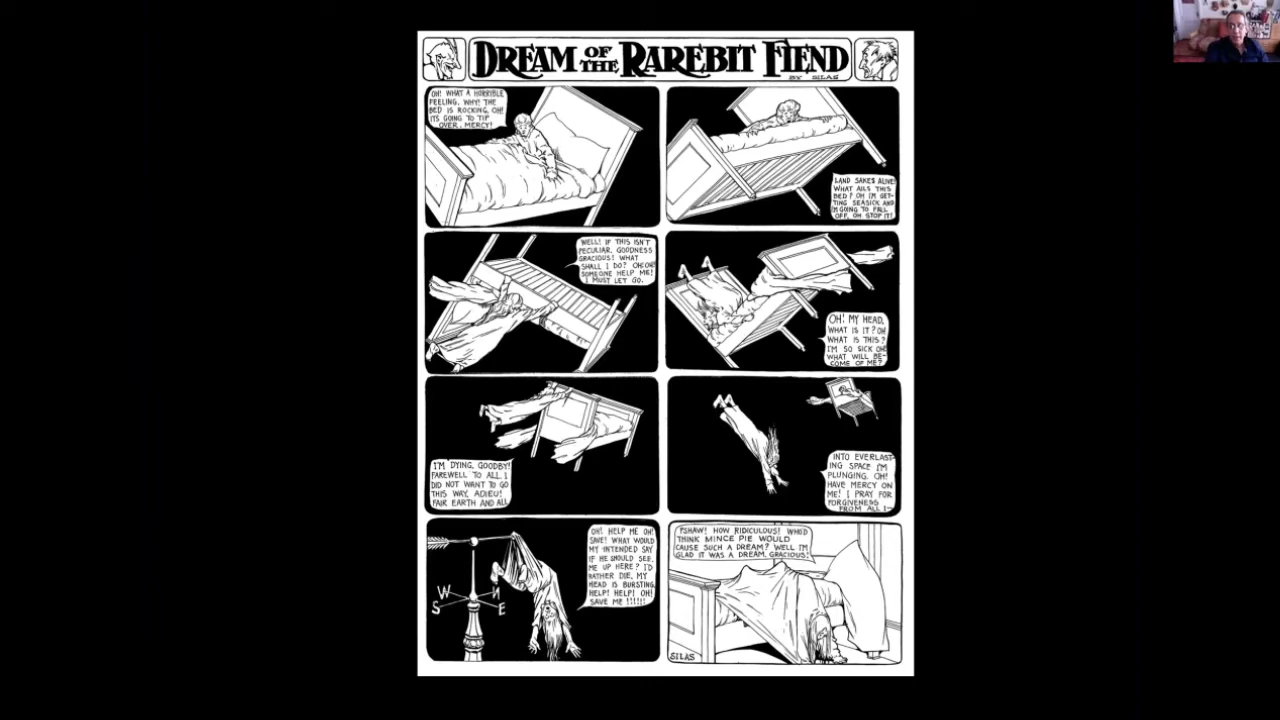 DREAM OF THE RAREBIT FIEND
BY SILAS
OH! WHAT A HORRIBLE
FEELING. WHY! THE
BED IS ROCKING. OH!
ITS GOING TO TIP
OVER. MERCY!
LAND SAKES ALIVE!
WHAT AILS THIS
BED? OH I'M GET-
TING SEASICK AND
I'M GOING TO FALL
OFF. OH STOP IT!
WELL! IF THIS ISN'T
PECULIAR. GOODNESS
GRACIOUS! WHAT
SHALL I DO? OH! OH!
SOMEONE HELP ME!
I MUST LET GO.
OH! MY HEAD.
WHAT IS IT? OH
WHAT IS THIS?
I'M SO SICK OH!
WHAT WILL BE-
COME OF ME?
I'M DYING, GOODBY!
FAREWELL TO ALL. I
DID NOT WANT TO GO
THIS WAY. ADIEU!
FAIR EARTH AND ALL
INTO EVERLAST-
ING SPACE I'M
PLUNGING. OH!
HAVE MERCY ON
ME! I PRAY FOR
FORGIVENESS
FROM ALL I-
OH! HELP ME OH!
SAVE! WHAT WOULD
MY INTENDED SAY
IF HE SHOULD SEE
ME UP HERE? I'D
RATHER DIE. MY
HEAD IS BURSTING.
HELP! HELP! OH!
SAVE ME !!!!!!
W N
S E
PSHAW! HOW RIDICULOUS! WHO'D
THINK MINCE PIE WOULD
CAUSE SUCH A DREAM? WELL I'M
GLAD IT WAS A DREAM. GRACIOUS!
SILAS